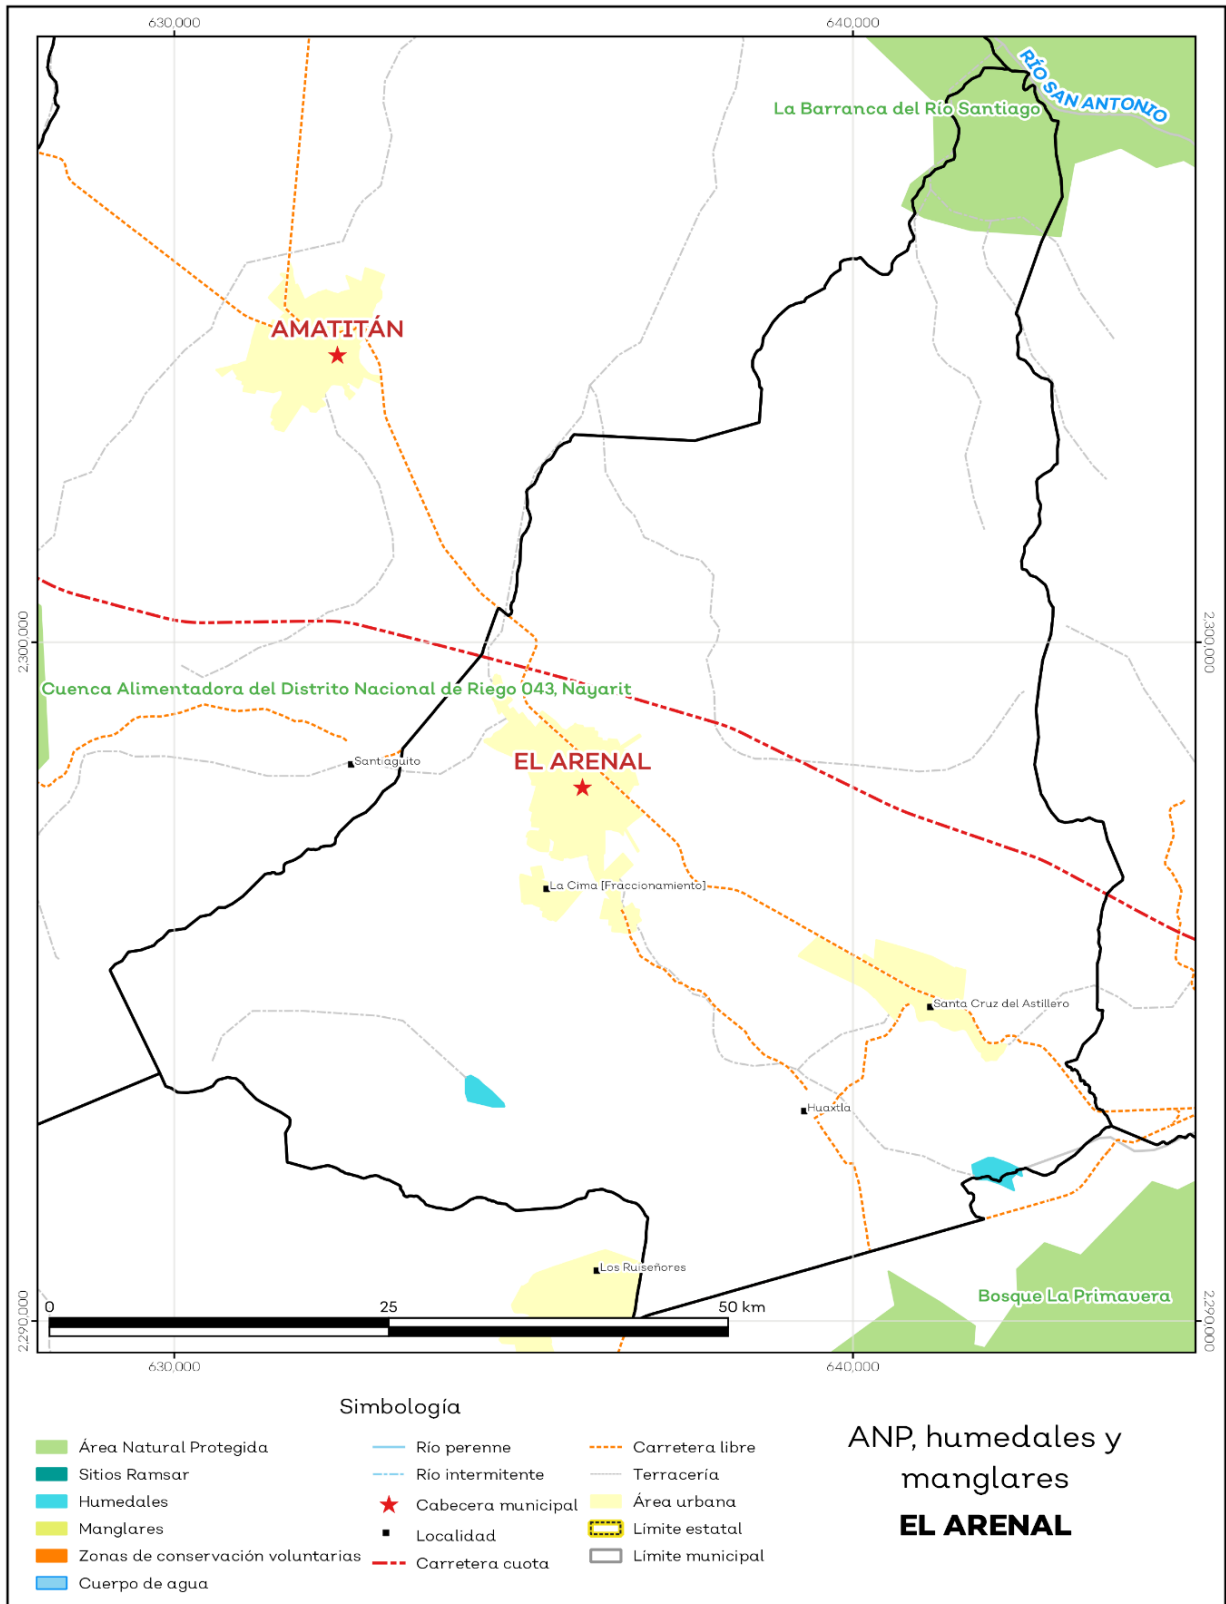 630,000
640,000
RÍO SAN ANTONIO
La Barranca del Río Santiago
AMATITÁN
2,300,000
2,300,000
Cuenca Alimentadora del Distrito Nacional de Riego 043, Nayarit
Santiaguito
EL ARENAL
La Cima [Fraccionamiento]
Santa Cruz del Astillero
Huaxtla
Los Ruiseñores
Bosque La Primavera
0
25
50 km
2,290,000
2,290,000
630,000
640,000
Simbología
Área Natural Protegida
Sitios Ramsar
Humedales
Manglares
Zonas de conservación voluntarias
Cuerpo de agua
Río perenne
Río intermitente
Cabecera municipal
Localidad
Carretera cuota
Carretera libre
Terracería
Área urbana
Límite estatal
Límite municipal
ANP, humedales y
manglares
EL ARENAL